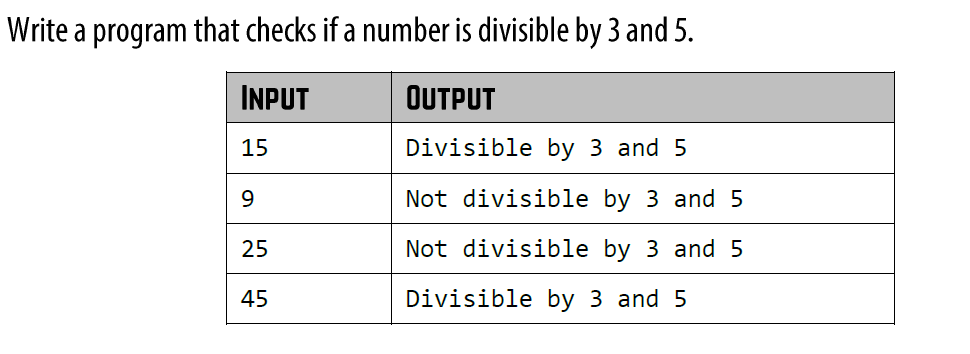 Write a program that checks if a number is divisible by 3 and 5.
INPUT OUTPUT
15 Divisible by 3 and 5
9 Not divisible by 3 and 5
25 Not divisible by 3 and 5
45 Divisible by 3 and 5